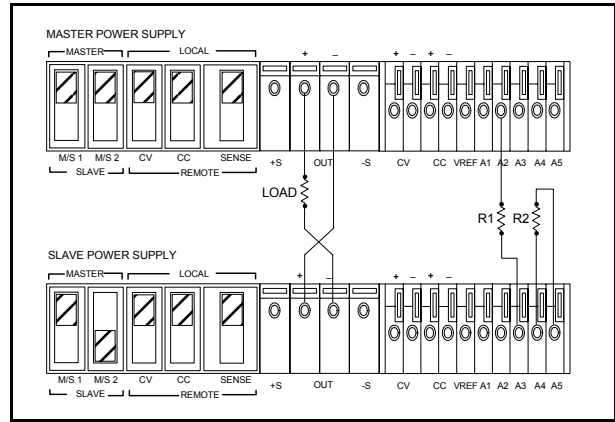 MASTER POWER SUPPLY
MASTER LOCAL
+ – + – + –
M/S 1 M/S 2 CV CC SENSE +S OUT -S CV CC VREF A1 A2 A3 A4 A5
SLAVE REMOTE
LOAD R1 R2
SLAVE POWER SUPPLY
MASTER LOCAL
+ – + – + –
M/S 1 M/S 2 CV CC SENSE +S OUT -S CV CC VREF A1 A2 A3 A4 A5
SLAVE REMOTE